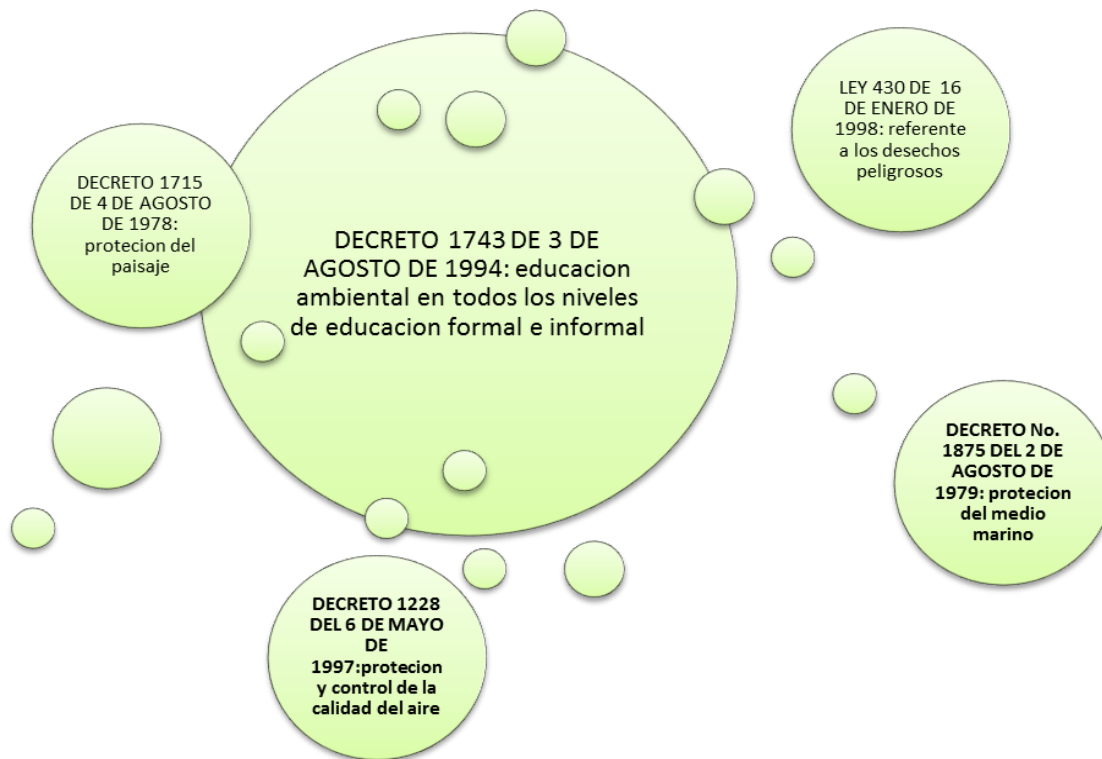 DECRETO 1715
DE 4 DE AGOSTO
DE 1978:
protecion del
paisaje
DECRETO 1743 DE 3 DE
AGOSTO DE 1994: educacion
ambiental en todos los niveles
de educacion formal e informal
LEY 430 DE 16
DE ENERO DE
1998: referente
a los desechos
peligrosos
DECRETO No.
1875 DEL 2 DE
AGOSTO DE
1979: protecion
del medio
marino
DECRETO 1228
DEL 6 DE MAYO
DE
1997:protecion
y control de la
calidad del aire